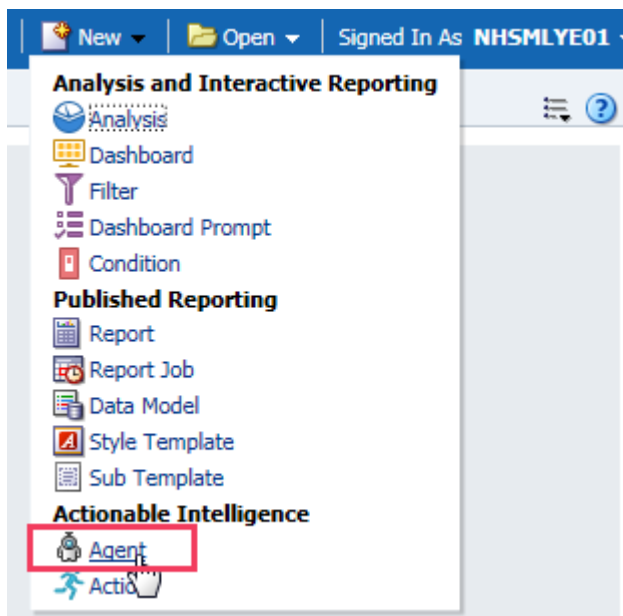 New Open Signed In As NHSMLYE01
Analysis and Interactive Reporting
Analysis
Dashboard
Filter
Dashboard Prompt
Condition
Published Reporting
Report
Report Job
Data Model
Style Template
Sub Template
Actionable Intelligence
Agent